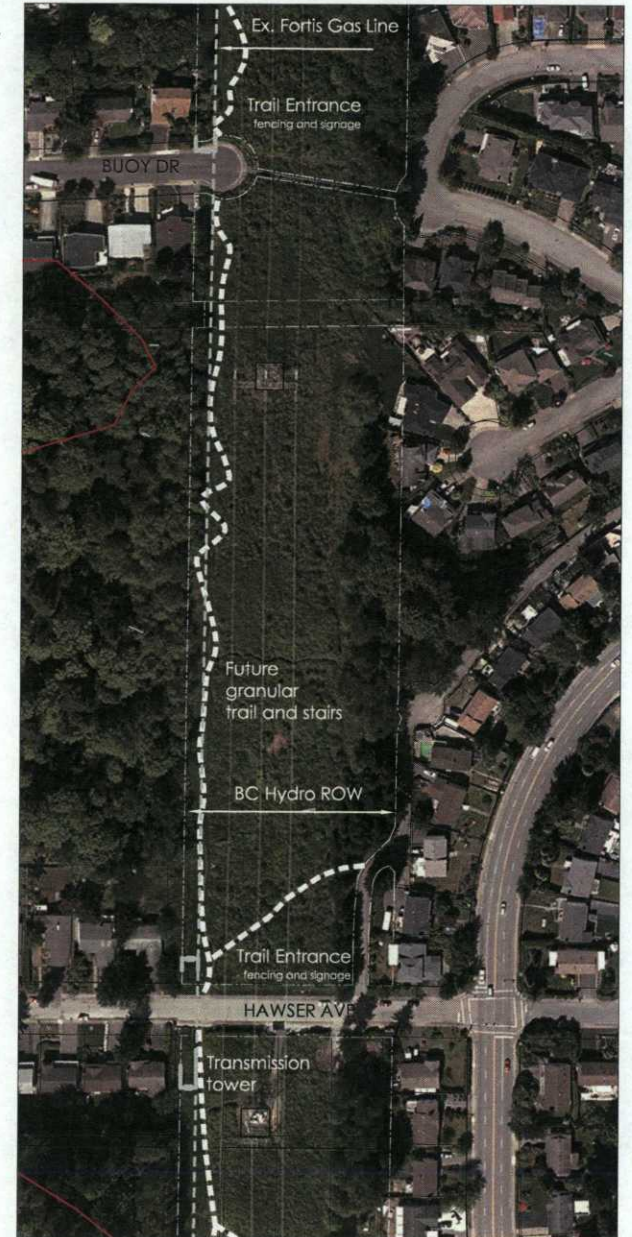 Ex. Fortis Gas Line
Trail Entrance
fencing and signage
BUOY DR
Future
granular
trail and stairs
BC Hydro ROW
Trail Entrance
fencing and signage
HAWSER AVE
Transmission
tower